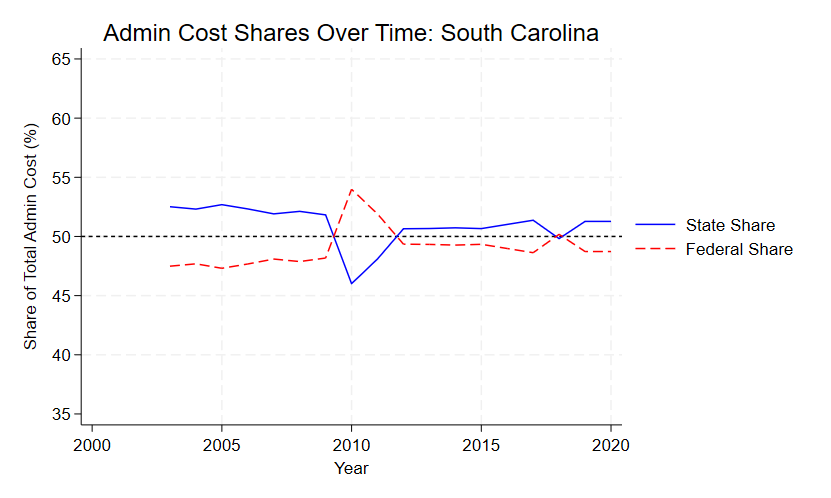 Admin Cost Shares Over Time: South Carolina
Share of Total Admin Cost (%)
65
60
55
50
45
40
35
2000
2005
2010
2015
2020
Year
State Share
Federal Share